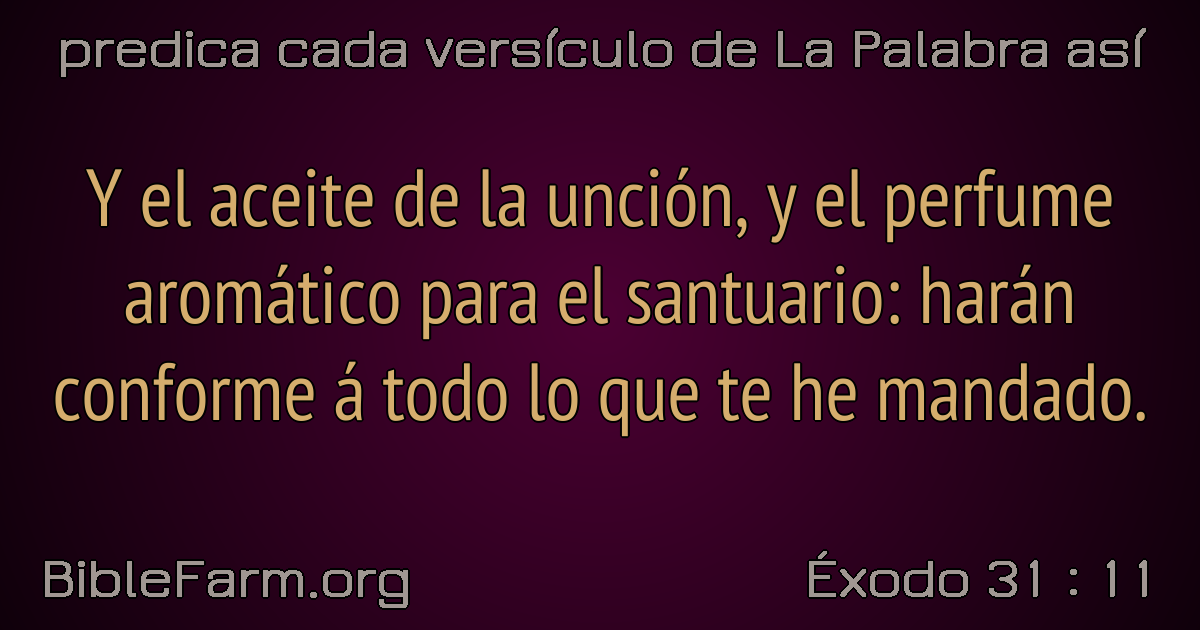 predica cada versículo de La Palabra así
Y el aceite de la unción, y el perfume
aromático para el santuario: harán
conforme á todo lo que te he mandado.
BibleFarm.org
Éxodo 31 : 11